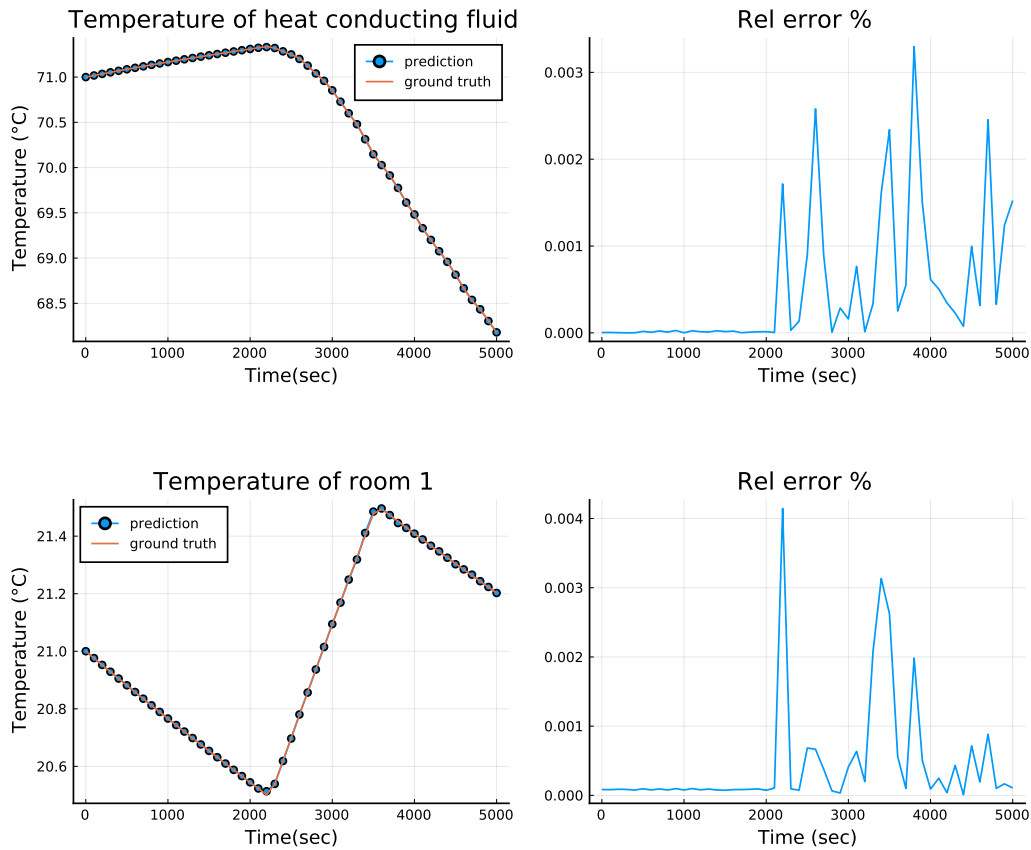 Temperature of heat conducting fluid
Temperature (°C)
71.0
70.5
70.0
69.5
69.0
68.5
prediction
ground truth
0 1000 2000 3000 4000 5000
Time(sec)
Rel error %
0.003
0.002
0.001
0.000
0 1000 2000 3000 4000 5000
Time (sec)
Temperature of room 1
Temperature (°C)
21.4
21.2
21.0
20.8
20.6
prediction
ground truth
0 1000 2000 3000 4000 5000
Time(sec)
Rel error %
0.004
0.003
0.002
0.001
0.000
0 1000 2000 3000 4000 5000
Time (sec)